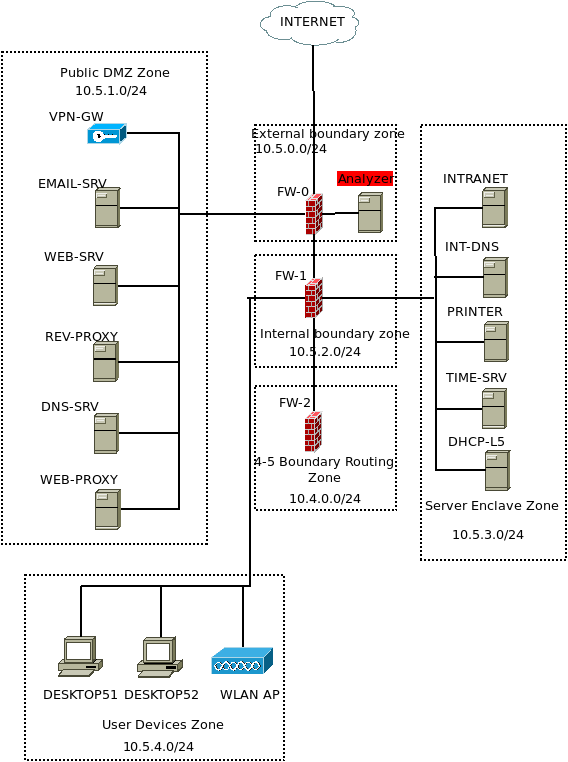 INTERNET
Public DMZ Zone
10.5.1.0/24
VPN-GW
EMAIL-SRV
WEB-SRV
REV-PROXY
DNS-SRV
WEB-PROXY
External boundary zone
10.5.0.0/24
Analyzer
FW-0
FW-1
Internal boundary zone
10.5.2.0/24
FW-2
4-5 Boundary Routing
Zone
10.4.0.0/24
INTRANET
INT-DNS
PRINTER
TIME-SRV
DHCP-L5
Server Enclave Zone
10.5.3.0/24
DESKTOP51
DESKTOP52
WLAN AP
User Devices Zone
10.5.4.0/24